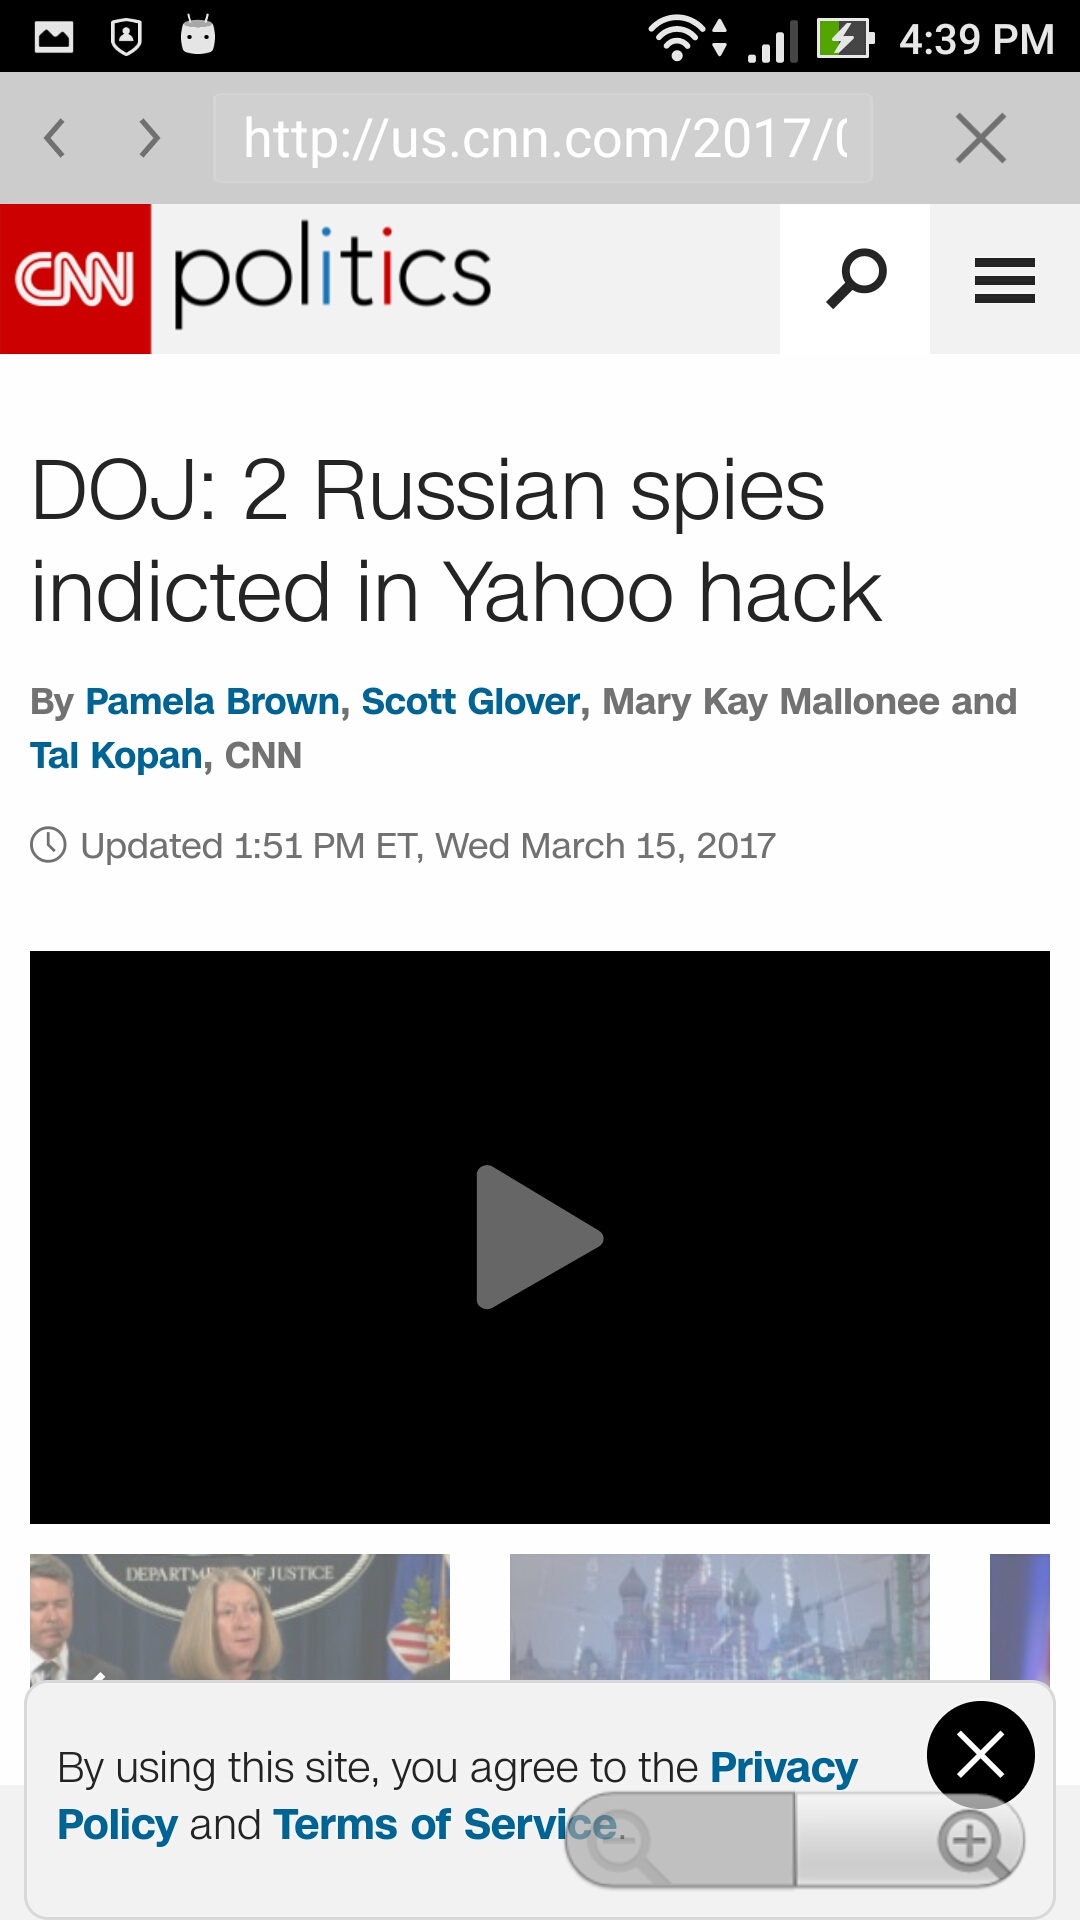 4:39 PM
http://us.cnn.com/2017/
CNN politics
DOJ: 2 Russian spies
indicted in Yahoo hack
By Pamela Brown, Scott Glover, Mary Kay Mallonee and
Tal Kopan, CNN
Updated 1:51 PM ET, Wed March 15, 2017
DEPARTMENT OF JUSTICE
By using this site, you agree to the Privacy
Policy and Terms of Service.